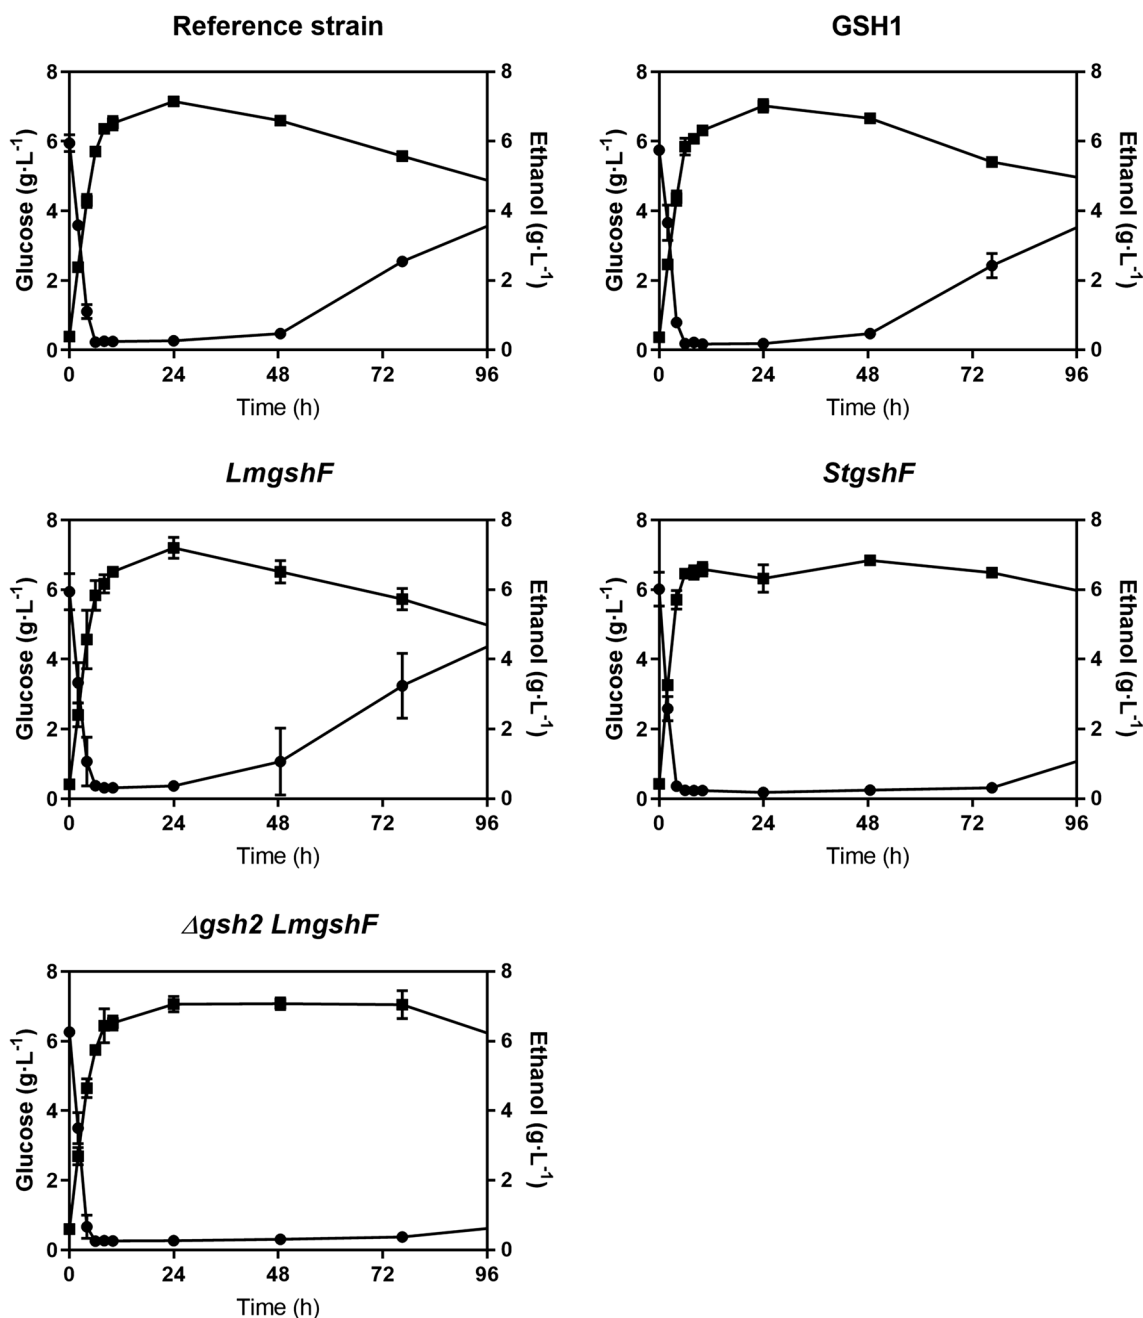 Reference strain
8
6
4
2
0
Glucose (g·L⁻¹)
8
6
4
2
0
Ethanol (g·L⁻¹)
0 24 48 72 96
Time (h)
GSH1
8
6
4
2
0
Glucose (g·L⁻¹)
8
6
4
2
0
Ethanol (g·L⁻¹)
0 24 48 72 96
Time (h)
LmgshF
8
6
4
2
0
Glucose (g·L⁻¹)
8
6
4
2
0
Ethanol (g·L⁻¹)
0 24 48 72 96
Time (h)
StgshF
8
6
4
2
0
Glucose (g·L⁻¹)
8
6
4
2
0
Ethanol (g·L⁻¹)
0 24 48 72 96
Time (h)
Δgsh2 LmgshF
8
6
4
2
0
Glucose (g·L⁻¹)
8
6
4
2
0
Ethanol (g·L⁻¹)
0 24 48 72 96
Time (h)